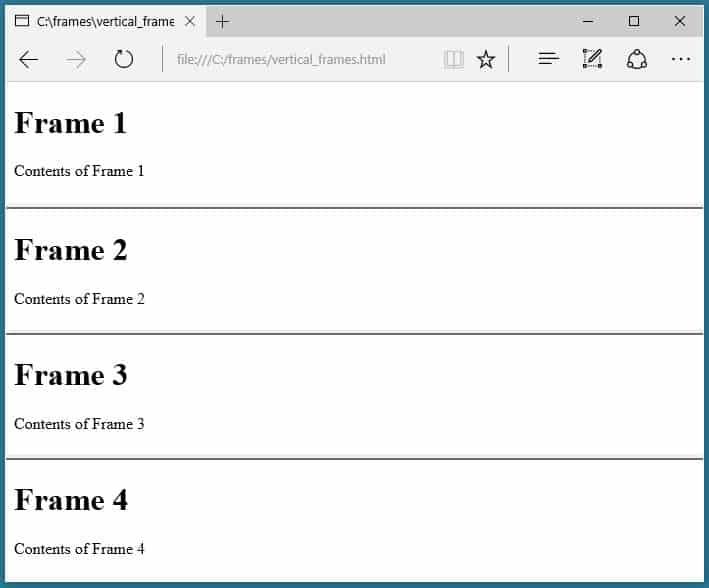 C:\frames\vertical_frame
file:///C:/frames/vertical_frames.html
Frame 1
Contents of Frame 1
Frame 2
Contents of Frame 2
Frame 3
Contents of Frame 3
Frame 4
Contents of Frame 4